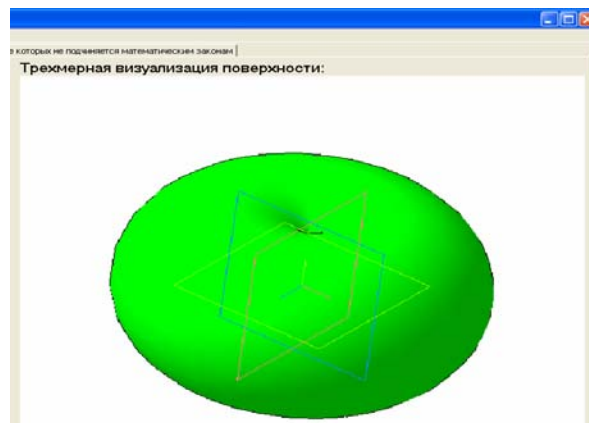 е которых не подчиняется математическим законам
Трехмерная визуализация поверхности: